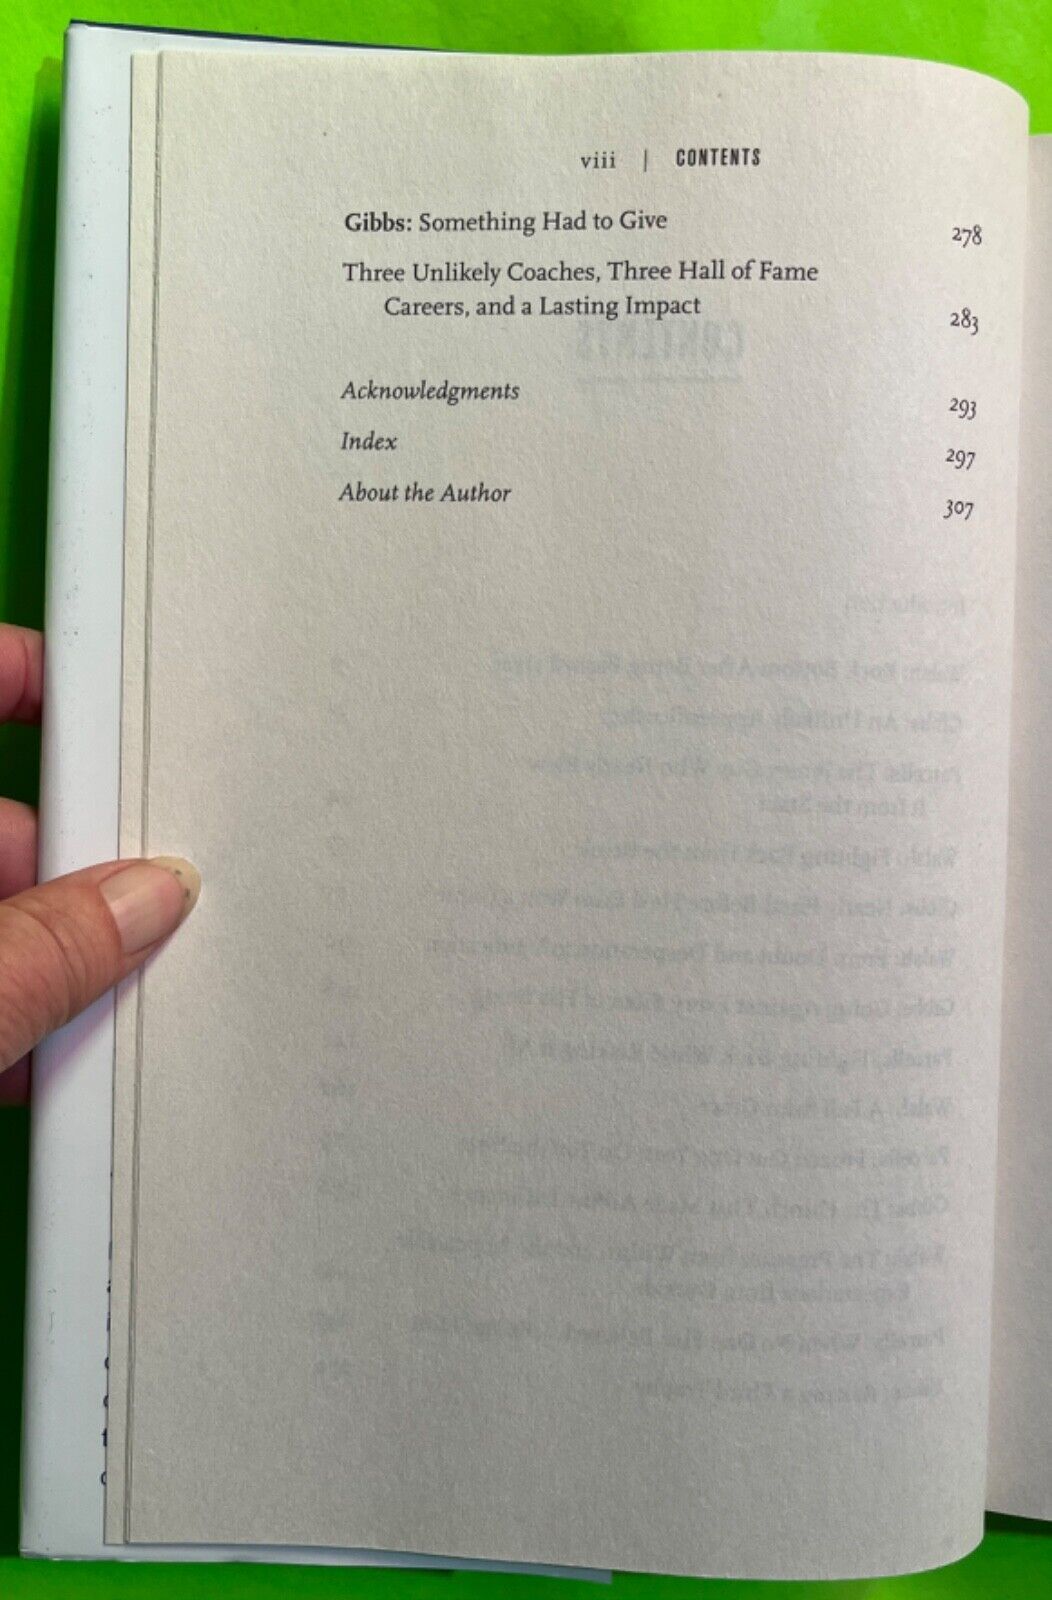 viii | CONTENTS
Gibbs: Something Had to Give 278
Three Unlikely Coaches, Three Hall of Fame
Careers, and a Lasting Impact 283
Acknowledgments 293
Index 297
About the Author 307